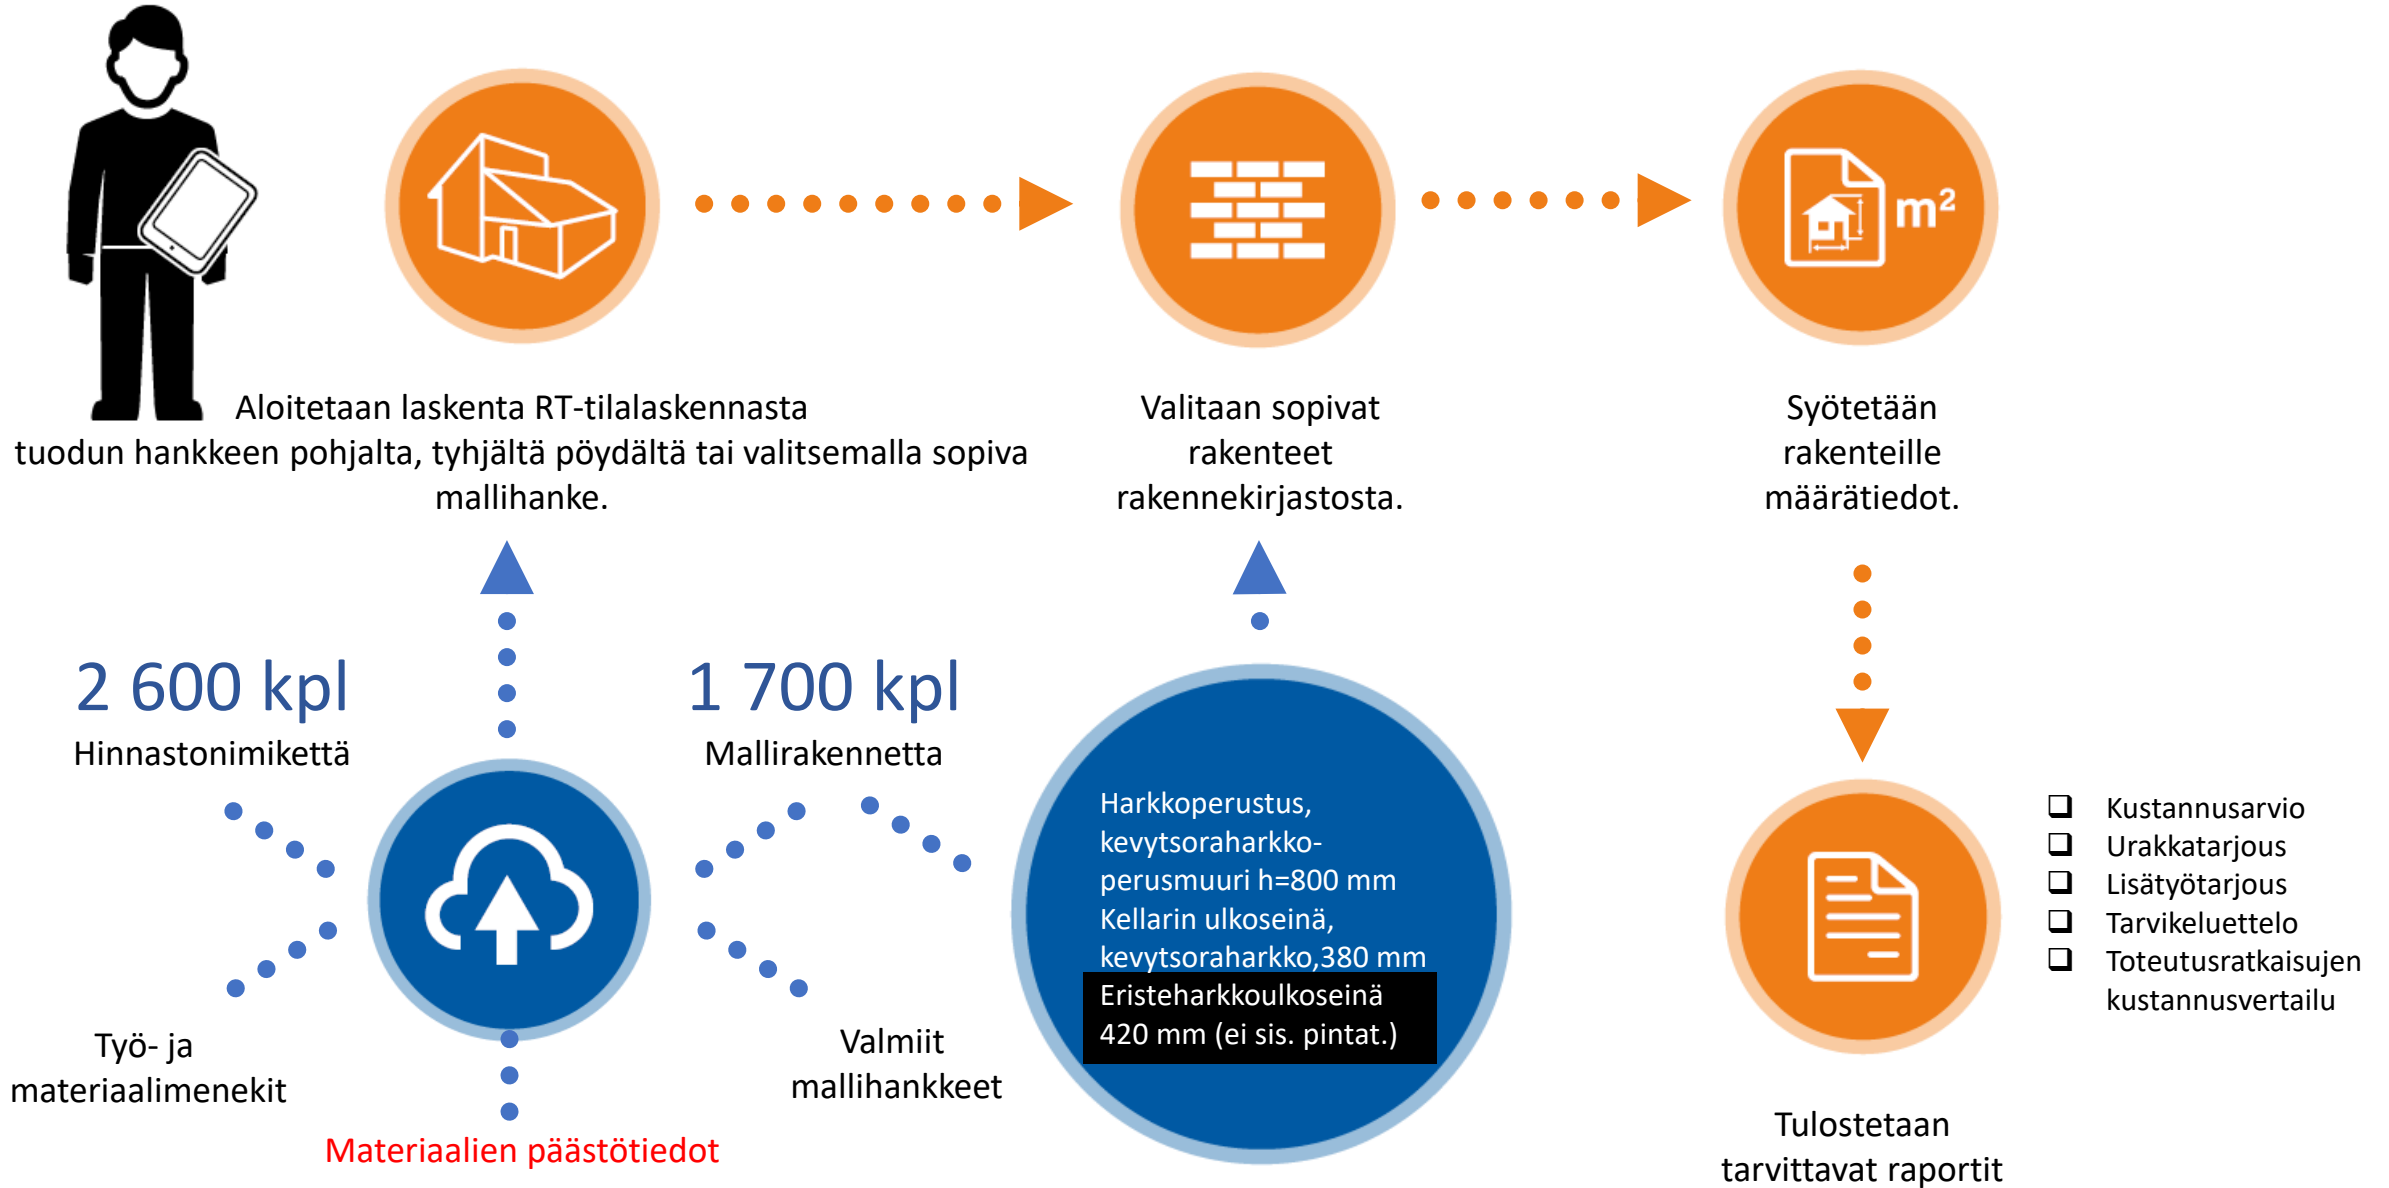 m²
Aloitetaan laskenta RT-tilalaskennasta
tuodun hankkeen pohjalta, tyhjältä pöydältä tai valitsemalla sopiva
mallihanke.
Valitaan sopivat
rakenteet
rakennekirjastosta.
Syötetään
rakenteille
määrätiedot.
2 600 kpl
Hinnastonimikettä
1 700 kpl
Mallirakennetta
Työ- ja
materiaalimenekit
Valmiit
mallihankkeet
Materiaalien päästötiedot
Harkkoperustus,
kevytsoraharkko-
perusmuuri h=800 mm
Kellarin ulkoseinä,
kevytsoraharkko,380 mm
Eristeharkkoulkoseinä
420 mm (ei sis. pintat.)
❑ Kustannusarvio
❑ Urakkatarjous
❑ Lisätyötarjous
❑ Tarvikeluettelo
❑ Toteutusratkaisujen
kustannusvertailu
Tulostetaan
tarvittavat raportit